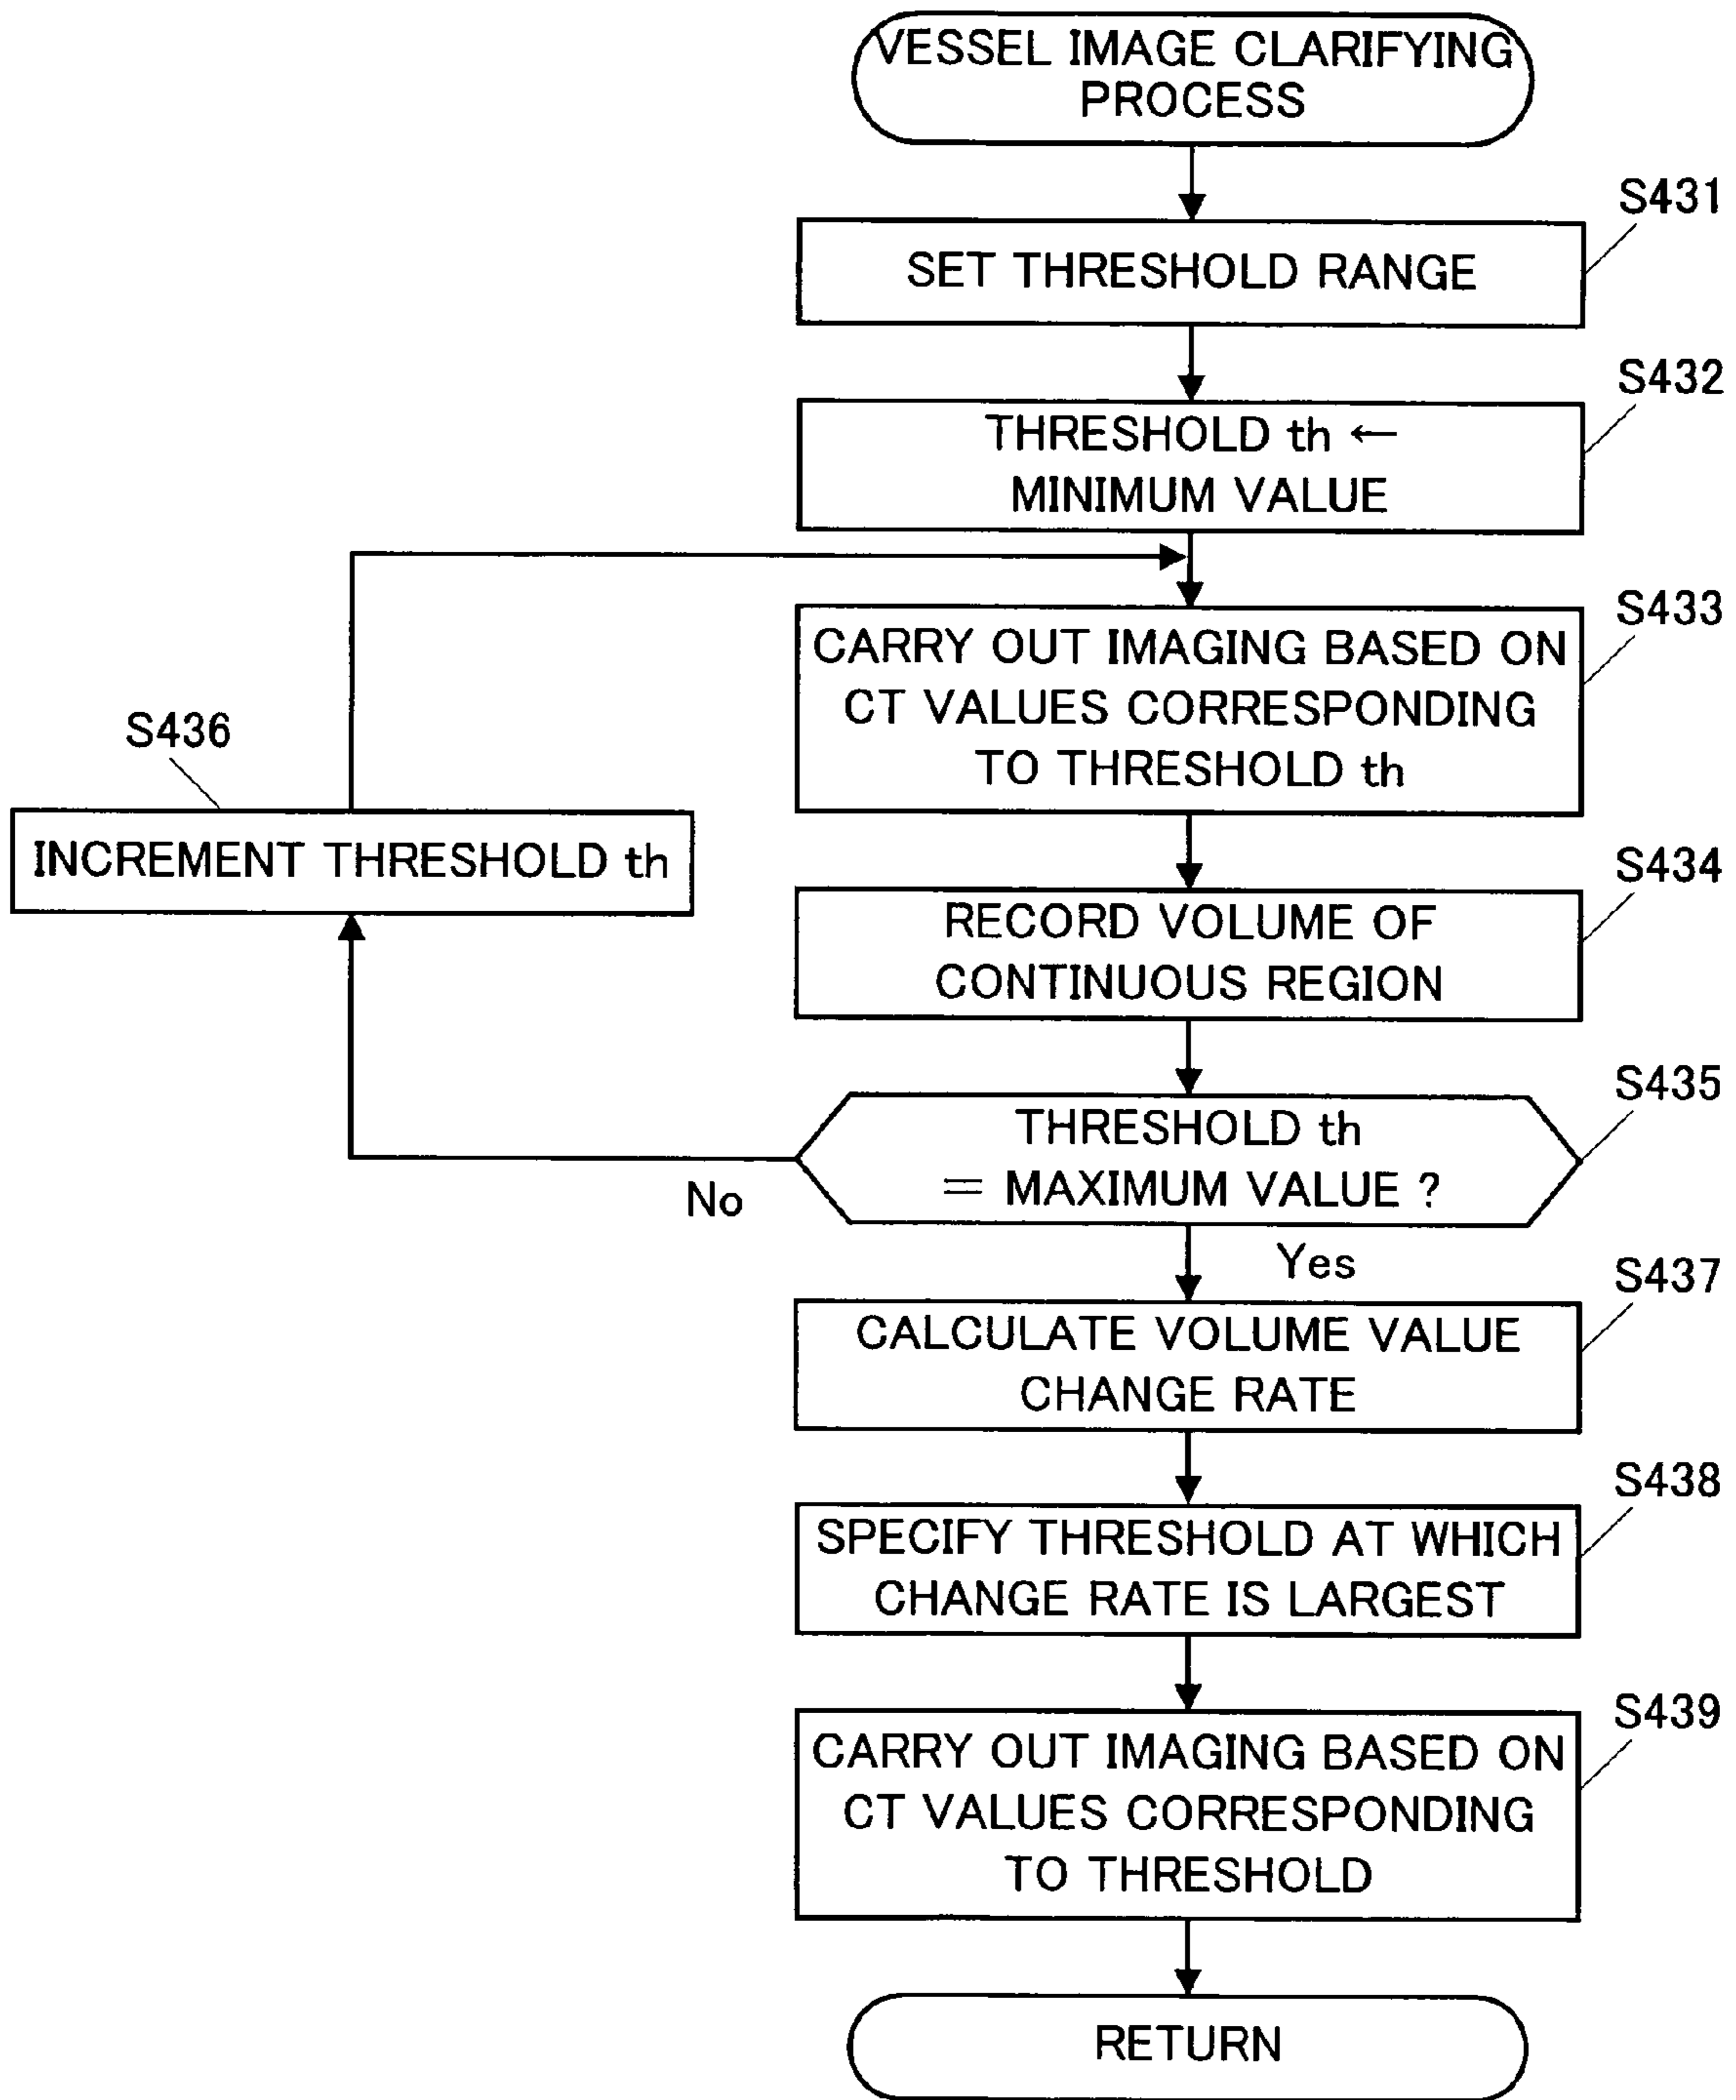 VESSEL IMAGE CLARIFYING
PROCESS
S431
SET THRESHOLD RANGE
S432
THRESHOLD th ←
MINIMUM VALUE
S433
CARRY OUT IMAGING BASED ON
CT VALUES CORRESPONDING
TO THRESHOLD th
S436
INCREMENT THRESHOLD th
S434
RECORD VOLUME OF
CONTINUOUS REGION
S435
THRESHOLD th
= MAXIMUM VALUE ?
No
Yes
S437
CALCULATE VOLUME VALUE
CHANGE RATE
S438
SPECIFY THRESHOLD AT WHICH
CHANGE RATE IS LARGEST
S439
CARRY OUT IMAGING BASED ON
CT VALUES CORRESPONDING
TO THRESHOLD
RETURN